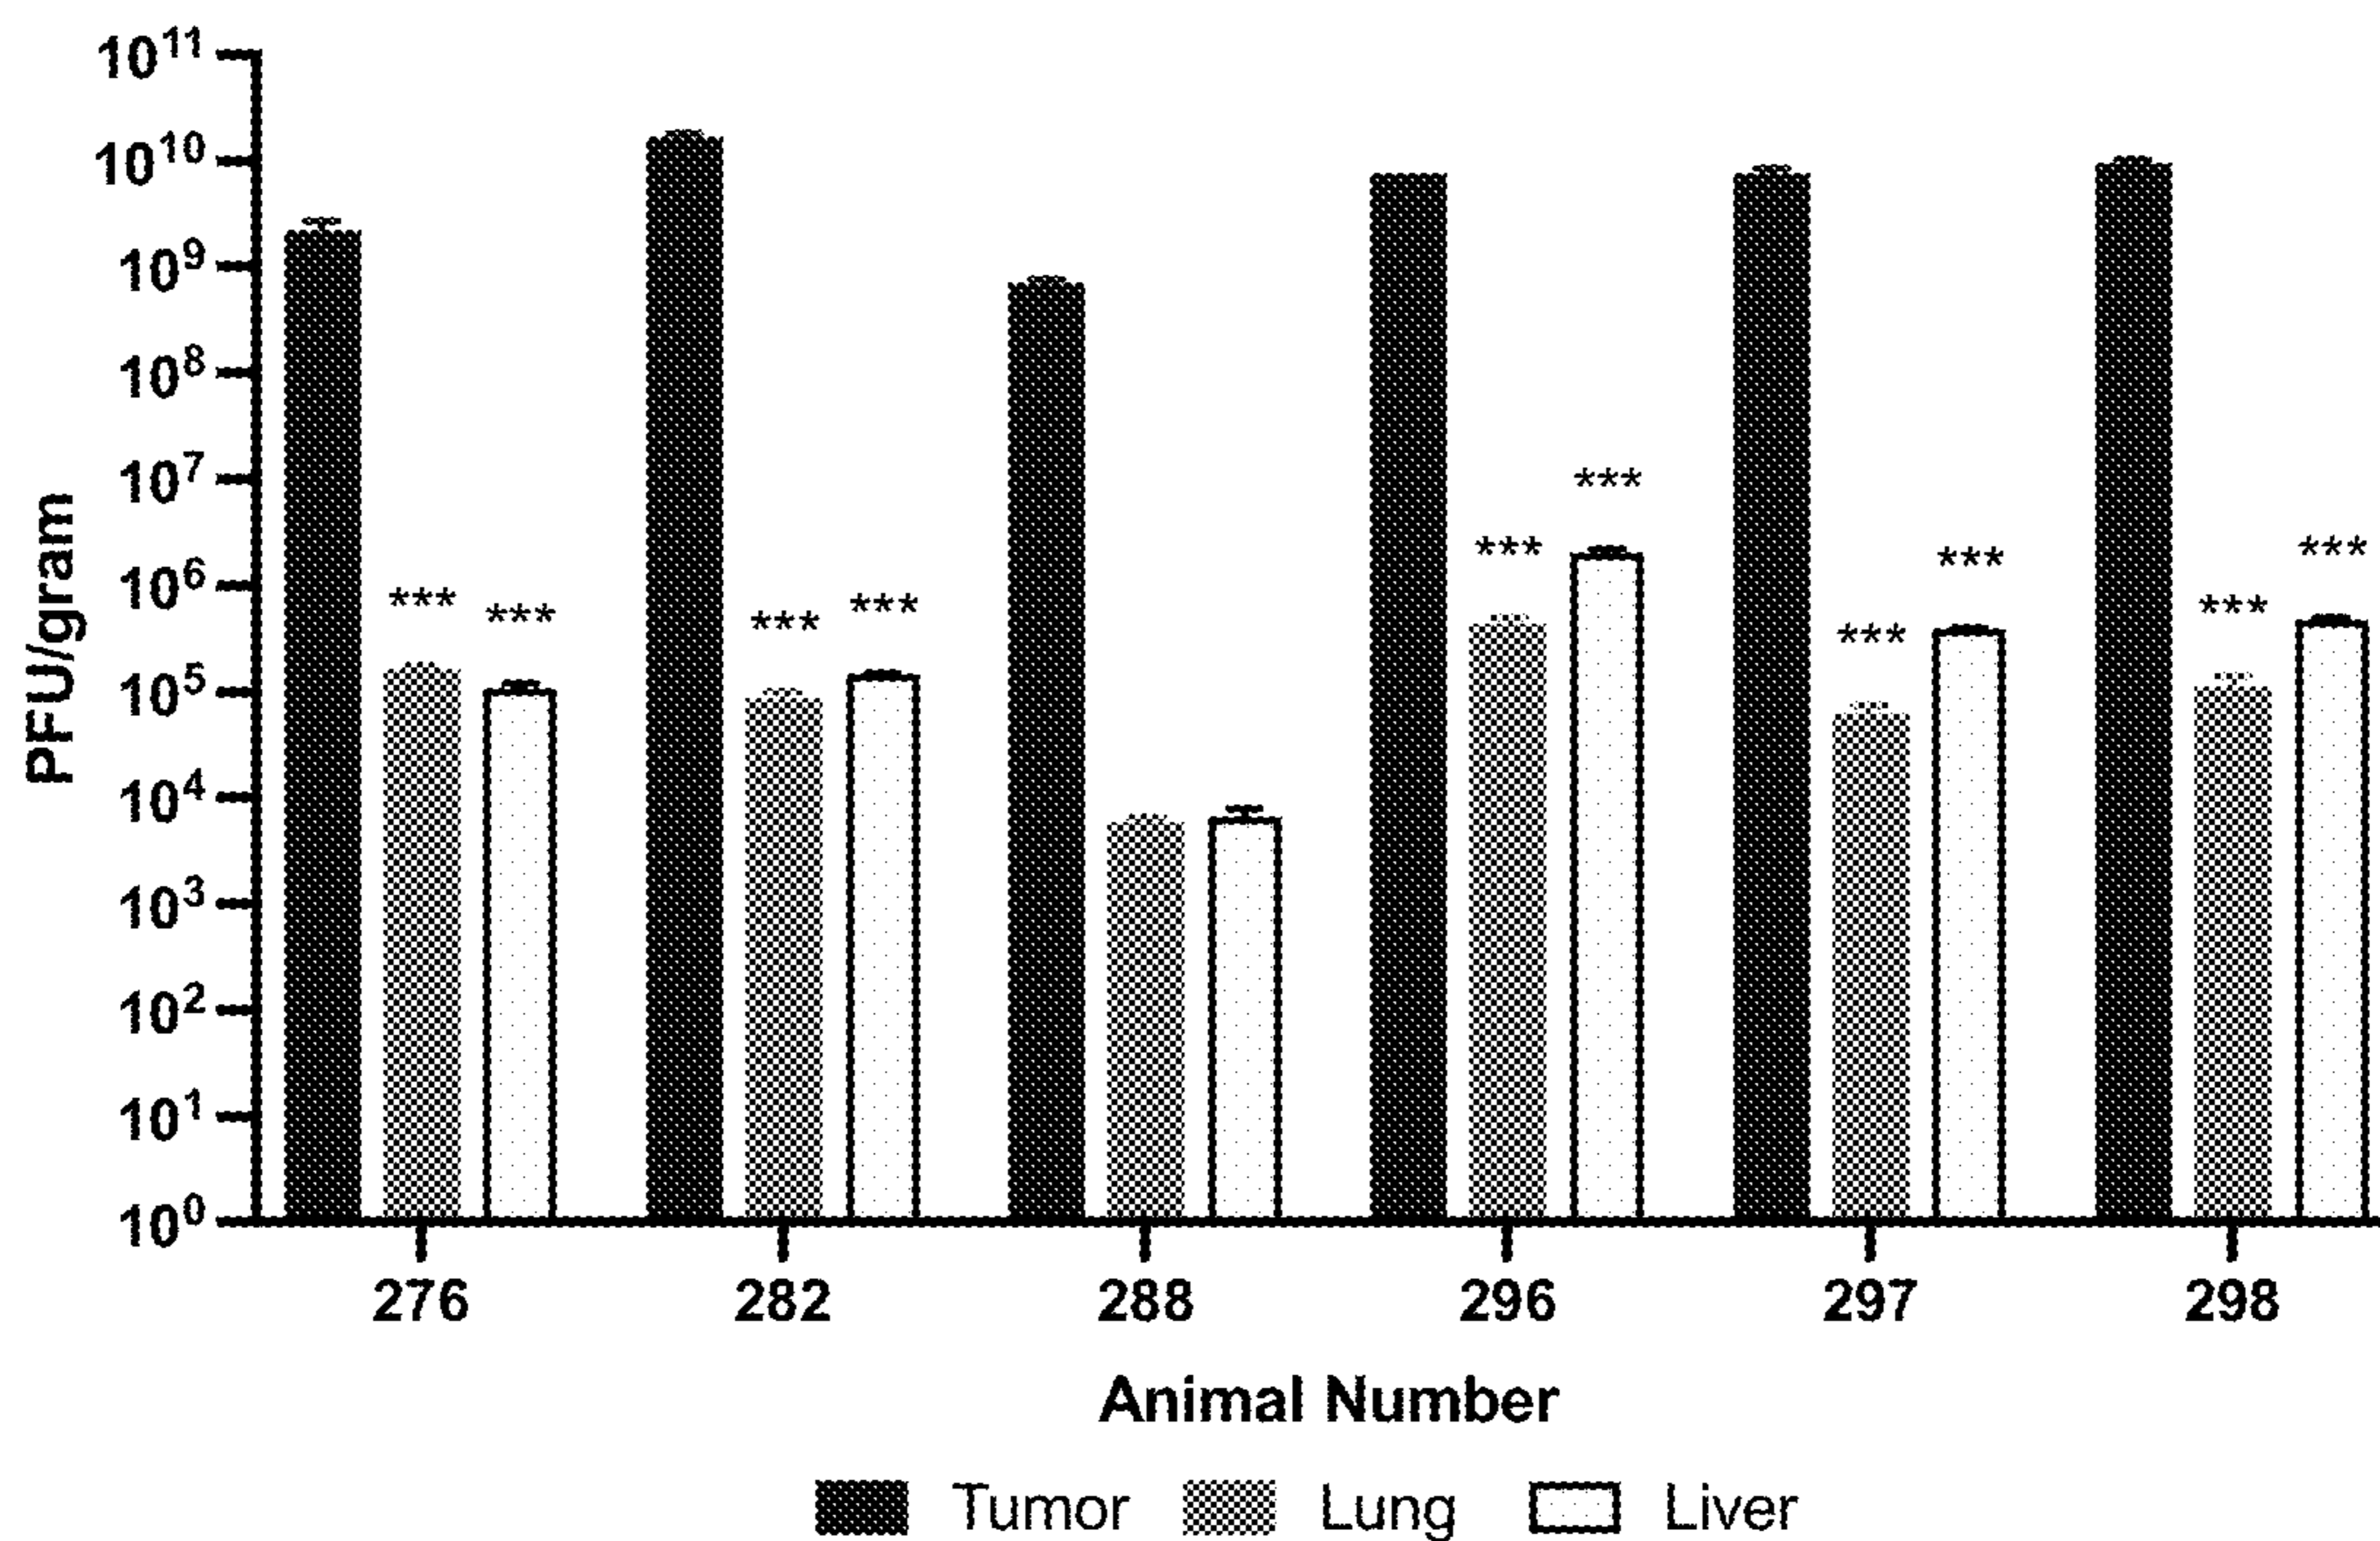 10¹¹
10¹⁰
10⁹
10⁸
10⁷
10⁶
10⁵
10⁴
10³
10²
10¹
10⁰
PFU/gram
*** *** *** *** *** *** *** *** *** ***
276 282 288 296 297 298
Animal Number
Tumor Lung Liver